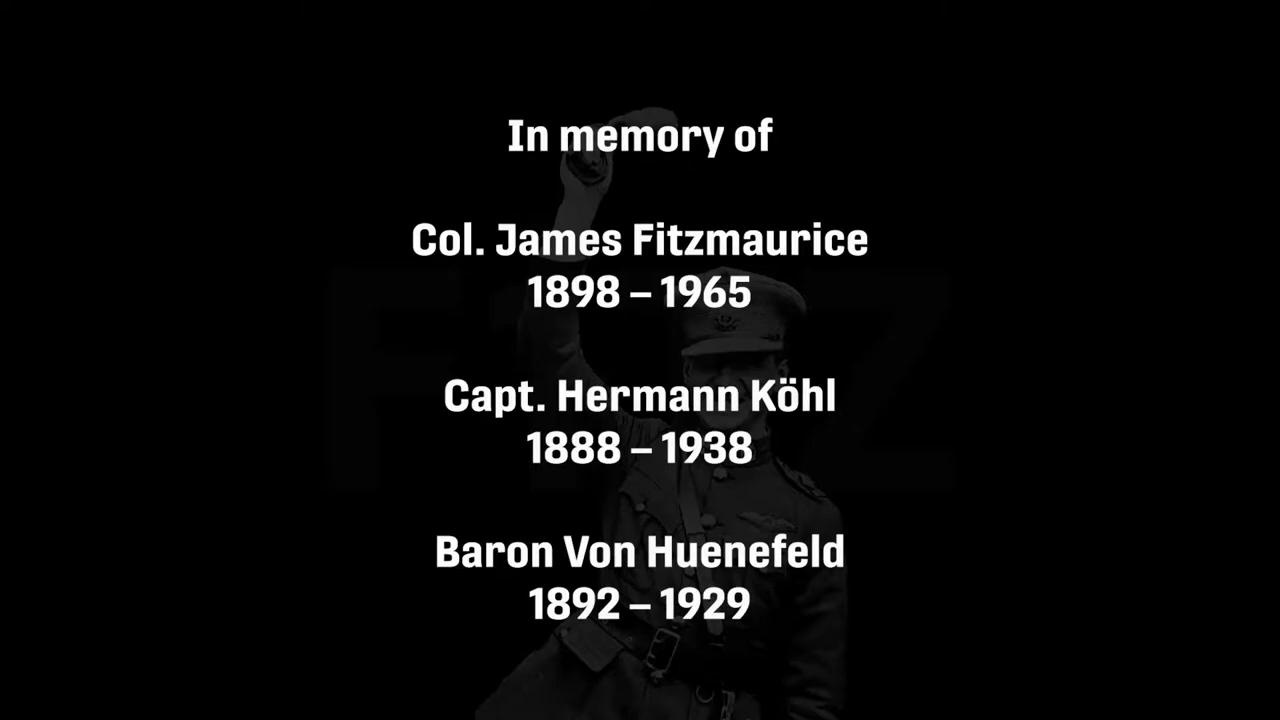 In memory of
Col. James Fitzmaurice
1898 – 1965
Capt. Hermann Köhl
1888 – 1938
Baron Von Huenefeld
1892 – 1929